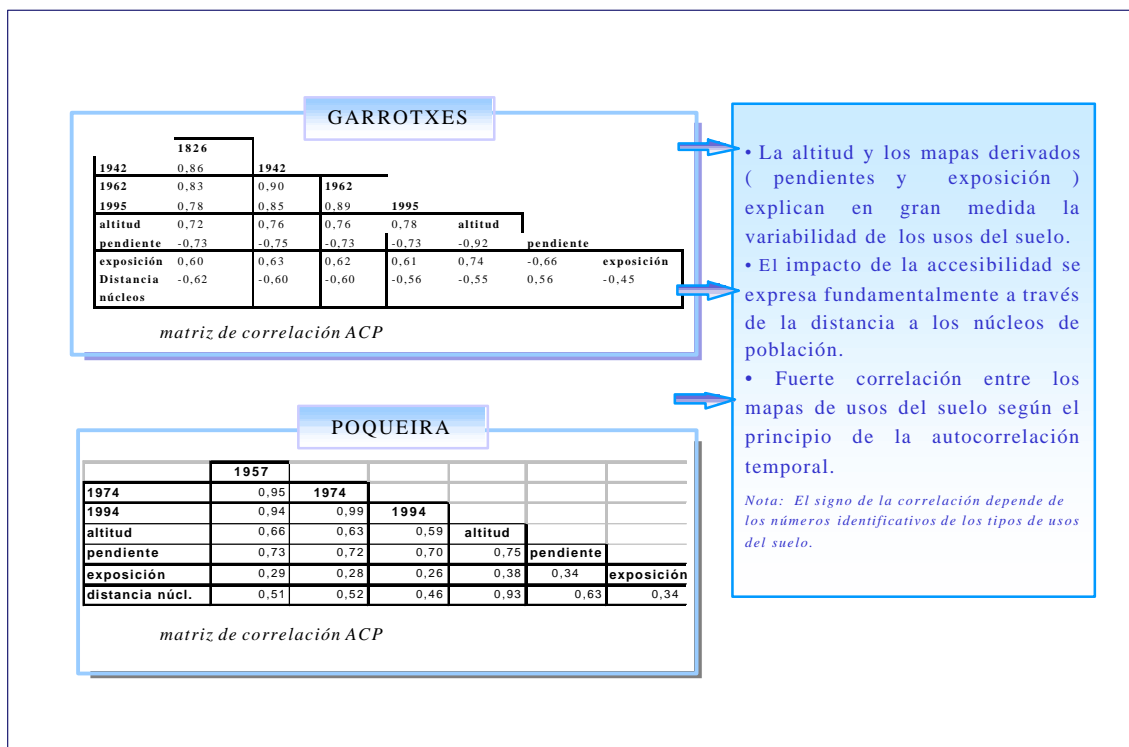 GARROTXES
1826
1942 0,86 1942
1962 0,83 0,90 1962
1995 0,78 0,85 0,89 1995
altitud 0,72 0,76 0,76 0,78 altitud
pendiente -0,73 -0,75 -0,73 -0,73 -0,92 pendiente
exposición 0,60 0,63 0,62 0,61 0,74 -0,66 exposición
Distancia -0,62 -0,60 -0,60 -0,56 -0,55 0,56 -0,45
núcleos
matriz de correlación ACP
POQUEIRA
1957
1974 0,95 1974
1994 0,94 0,99 1994
altitud 0,66 0,63 0,59 altitud
pendiente 0,73 0,72 0,70 0,75 pendiente
exposición 0,29 0,28 0,26 0,38 0,34 exposición
distancia núcl. 0,51 0,52 0,46 0,93 0,63 0,34
matriz de correlación ACP
• La altitud y los mapas derivados
( pendientes y exposición )
explican en gran medida la
variabilidad de los usos del suelo.
• El impacto de la accesibilidad se
expresa fundamentalmente a través
de la distancia a los núcleos de
población.
• Fuerte correlación entre los
mapas de usos del suelo según el
principio de la autocorrelación
temporal.
Nota: El signo de la correlación depende de
los números identificativos de los tipos de usos
del suelo.